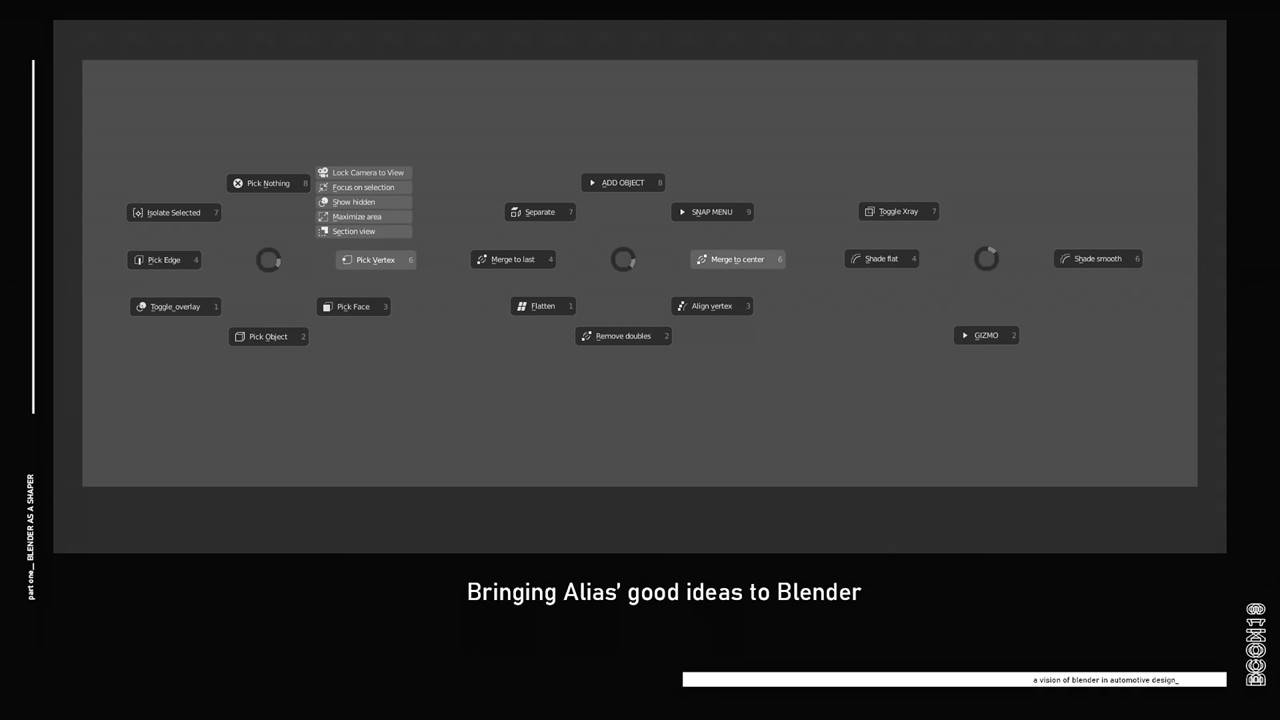 Pick Nothing 8
Lock Camera to View
Focus on selection
Show hidden
Maximize area
Section view
Isolate Selected 7
Pick Edge 4
Pick Vertex 6
Toggle_overlay 1
Pick Face 3
Pick Object 2
ADD OBJECT 8
Separate 7
SNAP MENU 9
Merge to last 4
Merge to center 6
Flatten 1
Align vertex 3
Remove doubles 2
Toggle Xray 7
Shade flat 4
Shade smooth 6
GIZMO 2
part one_ BLENDER AS A SHAPER
Bringing Alias' good ideas to Blender
a vision of blender in automotive design_
BCON18